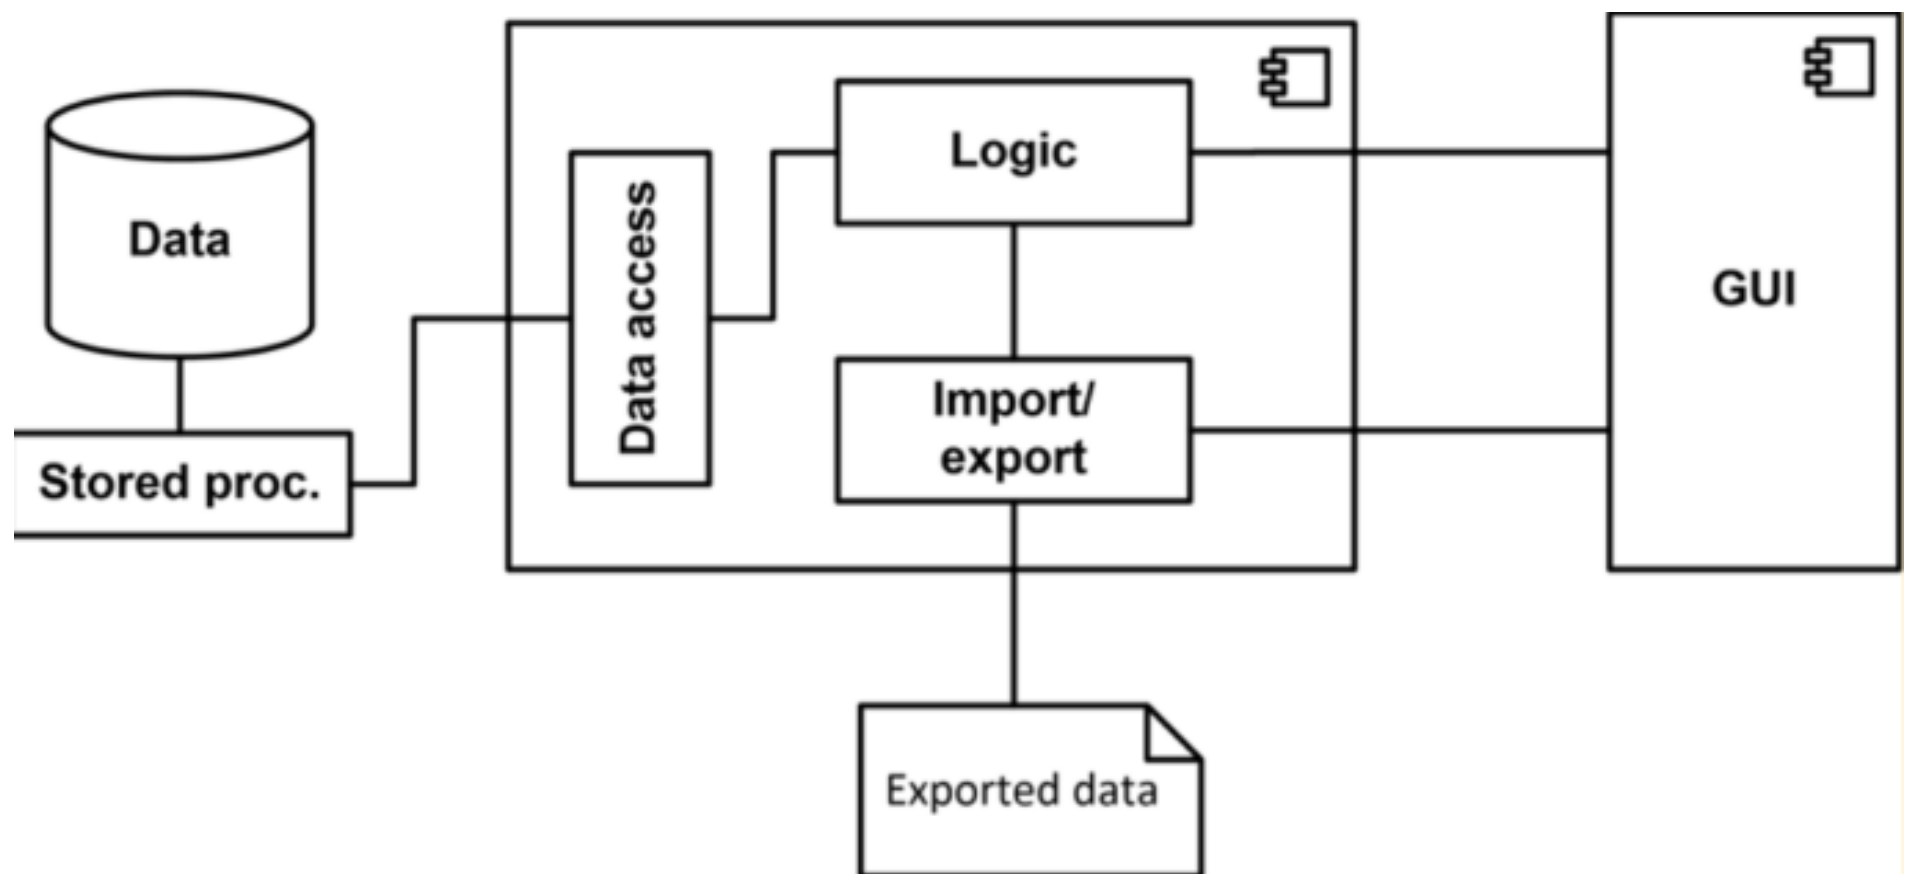 Data
Stored proc.
Data access
Logic
Import/
export
GUI
Exported data